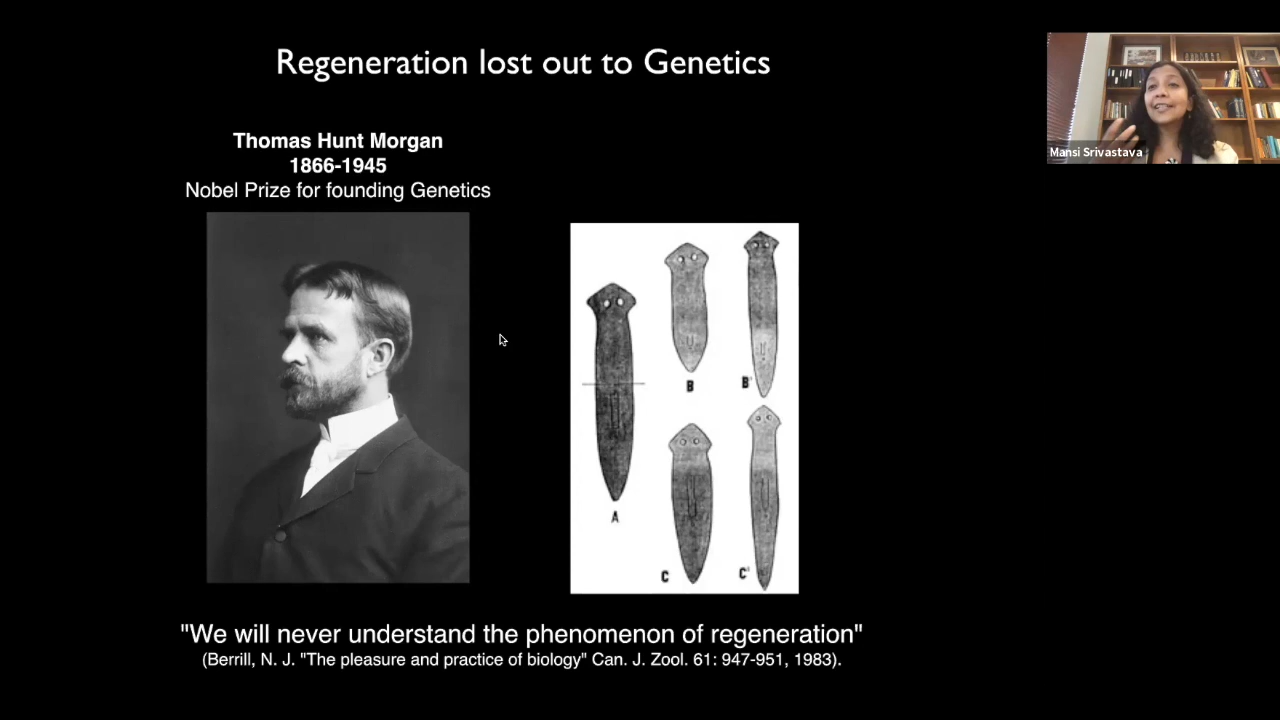 Regeneration lost out to Genetics
Mansi Srivastava
Thomas Hunt Morgan
1866-1945
Nobel Prize for founding Genetics
A
B
B'
C
C'
"We will never understand the phenomenon of regeneration"
(Berrill, N. J. "The pleasure and practice of biology" Can. J. Zool. 61: 947-951, 1983).